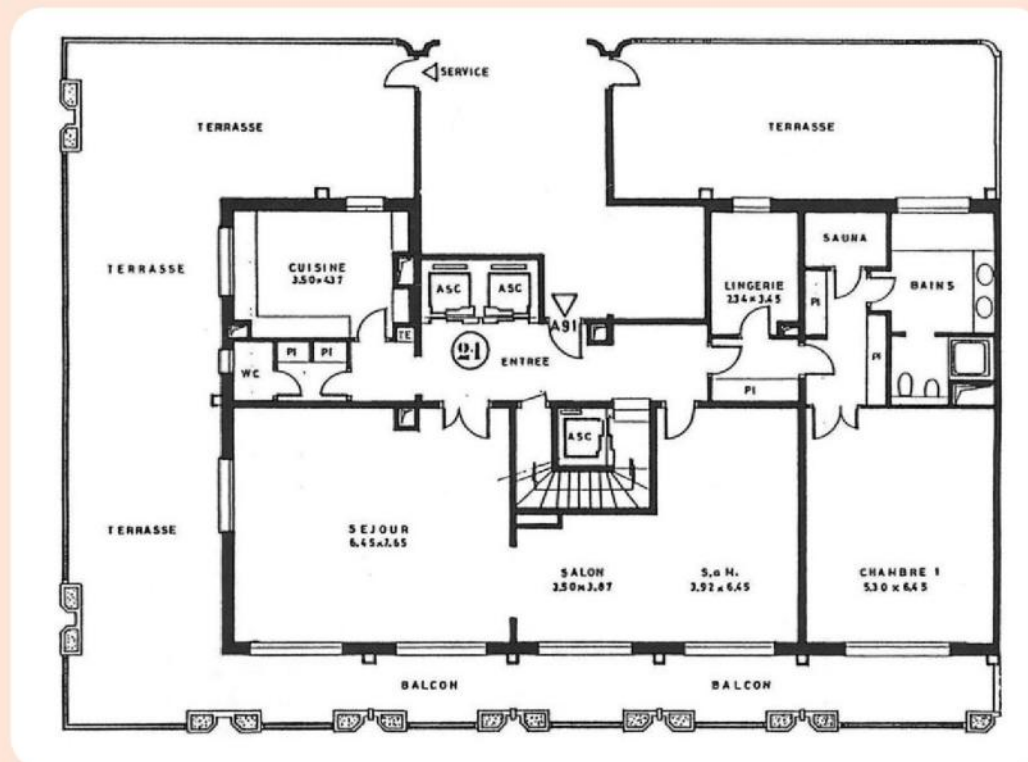 SERVICE
TERRASSE
TERRASSE
SAUNA
CUISINE
3.50x4.37
TERRASSE
ASC
ASC
LINGERIE
2.34x3.45
PI
BAINS
A91
TE
24
ENTREE
PI
PI
WC
PI
PI
ASC
SEJOUR
6.45x7.65
TERRASSE
SALON
3.50x3.87
S.a M.
3.92x6.45
CHAMBRE 1
5.30x6.45
BALCON
BALCON